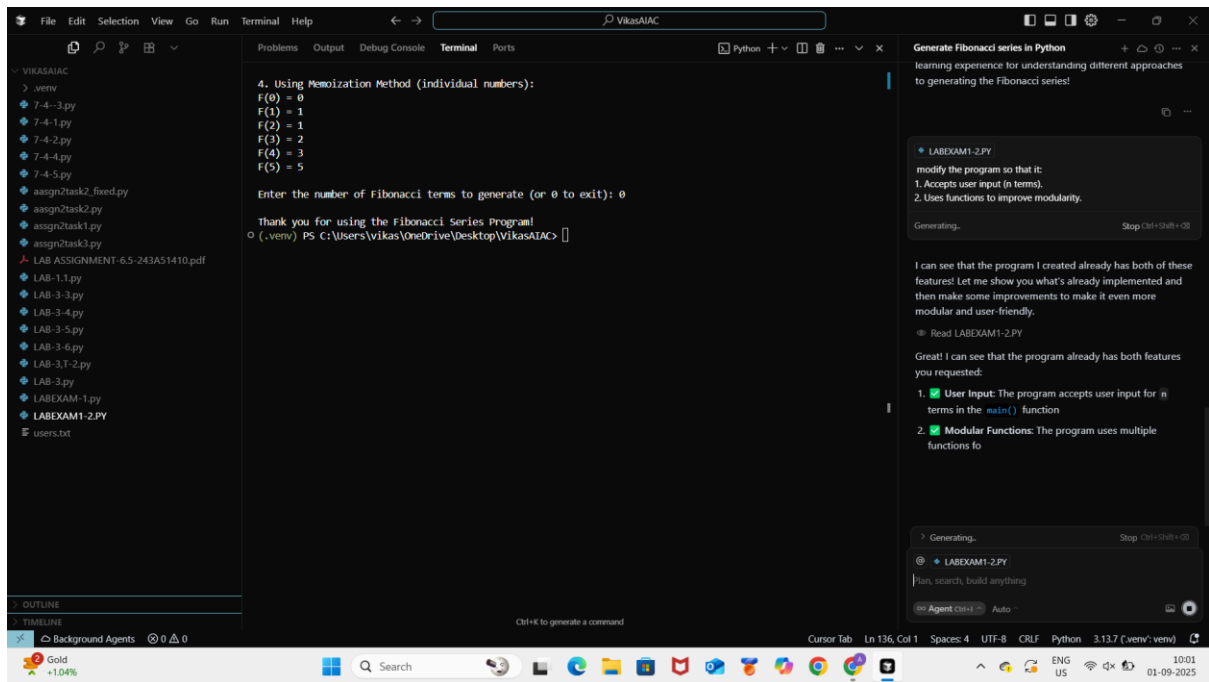 File Edit Selection View Go Run Terminal Help
VikasAIAC
Problems Output Debug Console Terminal Ports
Python
VIKASAIAC
.venv
7-4--3.py
7-4-1.py
7-4-2.py
7-4-4.py
7-4-5.py
aasgn2task2_fixed.py
aasgn2task2.py
assgn2task1.py
assgn2task3.py
LAB ASSIGNMENT-6.5-243A51410.pdf
LAB-1.1.py
LAB-3-3.py
LAB-3-4.py
LAB-3-5.py
LAB-3-6.py
LAB-3,T-2.py
LAB-3.py
LABEXAM-1.py
LABEXAM1-2.PY
users.txt
OUTLINE
TIMELINE
4. Using Memoization Method (individual numbers):
F(0) = 0
F(1) = 1
F(2) = 1
F(3) = 2
F(4) = 3
F(5) = 5
Enter the number of Fibonacci terms to generate (or 0 to exit): 0
Thank you for using the Fibonacci Series Program!
(.venv) PS C:\Users\vikas\OneDrive\Desktop\VikasAIAC>
Ctrl+K to generate a command
Generate Fibonacci series in Python
learning experience for understanding different approaches
to generating the Fibonacci series!
LABEXAM1-2.PY
modify the program so that it:
1. Accepts user input (n terms).
2. Uses functions to improve modularity.
Generating.. Stop Ctrl+Shift+⌫
I can see that the program I created already has both of these
features! Let me show you what's already implemented and
then make some improvements to make it even more
modular and user-friendly.
Read LABEXAM1-2.PY
Great! I can see that the program already has both features
you requested:
1. ✅ User Input: The program accepts user input for n
terms in the main() function
2. ✅ Modular Functions: The program uses multiple
functions fo
Generating.. Stop Ctrl+Shift+⌫
@ LABEXAM1-2.PY
Plan, search, build anything
∞ Agent Ctrl+I Auto
Background Agents 0 0
Cursor Tab Ln 136, Col 1 Spaces: 4 UTF-8 CRLF Python 3.13.7 ('.venv': venv)
2
Gold
+1.04%
Search
ENG
US
10:01
01-09-2025